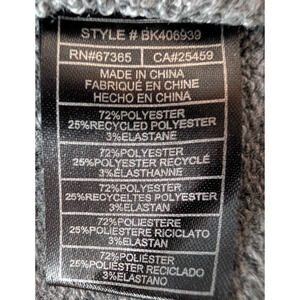 STYLE # BK406939
RN#67365 CA#25459
MADE IN CHINA
FABRIQUÉ EN CHINE
HECHO EN CHINA
72%POLYESTER
25%RECYCLED POLYESTER
3%ELASTANE
72%POLYESTER
25%POLYESTER RECYCLÉ
3%ÉLASTHANNE
72%POLYESTER
25%RECYCELTES POLYESTER
3%ELASTAN
72%POLIESTERE
25%POLIESTERE RICICLATO
3%ELASTAN
72%POLIÉSTER
25%POLIÉSTER RECICLADO
3%ELASTANO